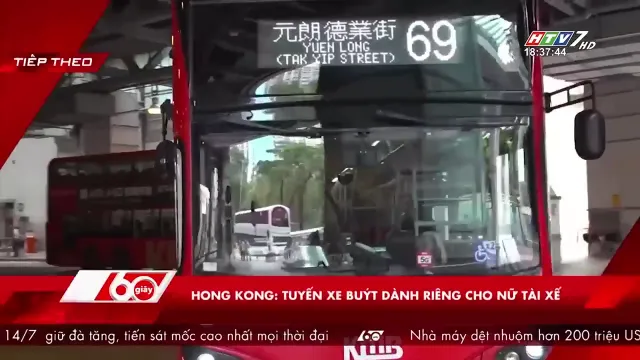 TIẾP THEO
元朗德業街
YUEN LONG
(TAK YIP STREET)
69
HTV7 HD
18:37:44
60 giây
HONG KONG: TUYẾN XE BUÝT DÀNH RIÊNG CHO NỮ TÀI XẾ
14/7 giữ đà tăng, tiến sát mốc cao nhất mọi thời đại
60
Nhà máy dệt nhuộm hơn 200 triệu US
KMB